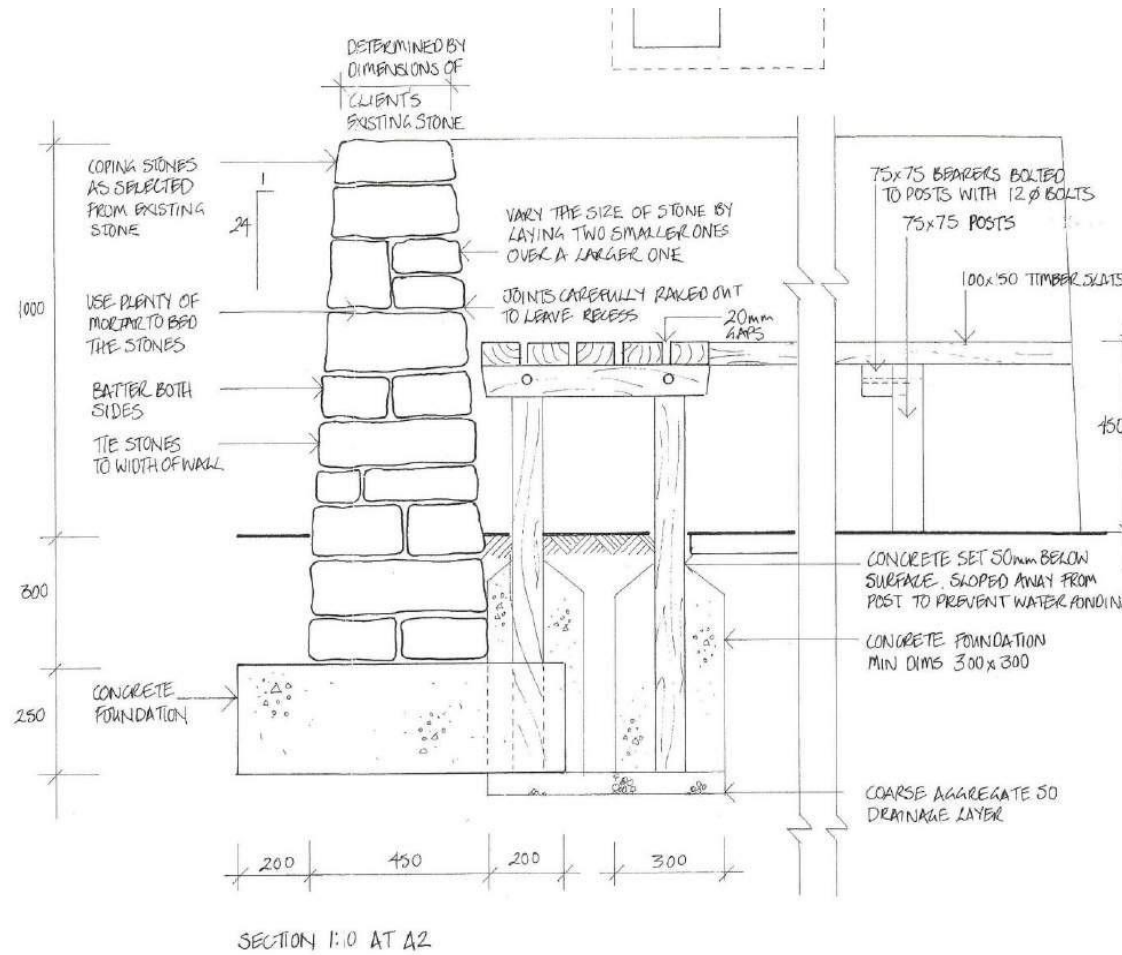 DETERMINED BY
DIMENSIONS OF
CLIENT'S
EXISTING STONE
COPING STONES
AS SELECTED
FROM EXISTING
STONE
1
24
VARY THE SIZE OF STONE BY
LAYING TWO SMALLER ONES
OVER A LARGER ONE
75x75 BEARERS BOLTED
TO POSTS WITH 12 Ø BOLTS
75x75 POSTS
1000
USE PLENTY OF
MORTAR TO BED
THE STONES
JOINTS CAREFULLY RAKED OUT
TO LEAVE RECESS
20mm
GAPS
100x50 TIMBER SLATS
BATTER BOTH
SIDES
TIE STONES
TO WIDTH OF WALL
450
300
CONCRETE SET 50mm BELOW
SURFACE. SLOPED AWAY FROM
POST TO PREVENT WATER PONDIN
CONCRETE FOUNDATION
MIN DIMS 300x300
250
CONCRETE
FOUNDATION
COARSE AGGREGATE 50
DRAINAGE LAYER
200
450
200
300
SECTION 1:10 AT A2